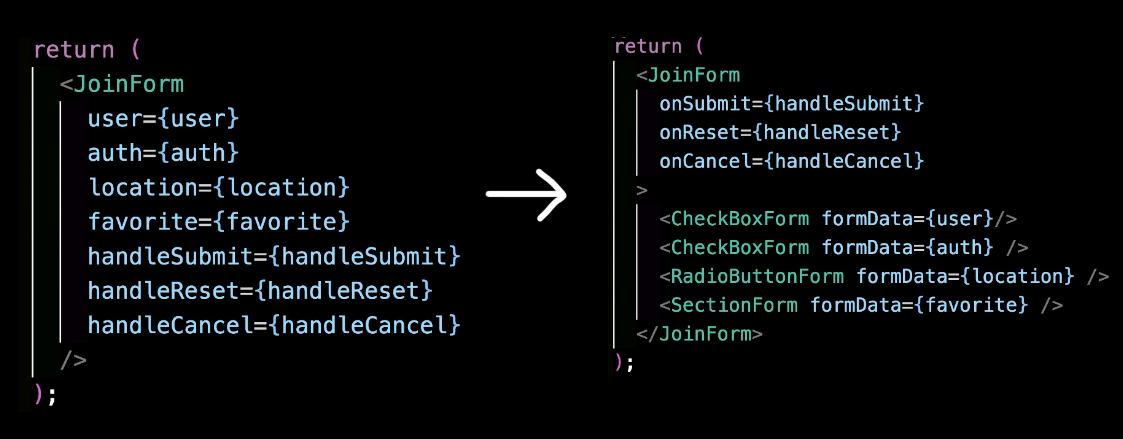 return (
<JoinForm
user={user}
auth={auth}
location={location}
favorite={favorite}
handleSubmit={handleSubmit}
handleReset={handleReset}
handleCancel={handleCancel}
/>
);
return (
<JoinForm
onSubmit={handleSubmit}
onReset={handleReset}
onCancel={handleCancel}
>
<CheckBoxForm formData={user}/>
<CheckBoxForm formData={auth} />
<RadioButtonForm formData={location} />
<SectionForm formData={favorite} />
</JoinForm>
);